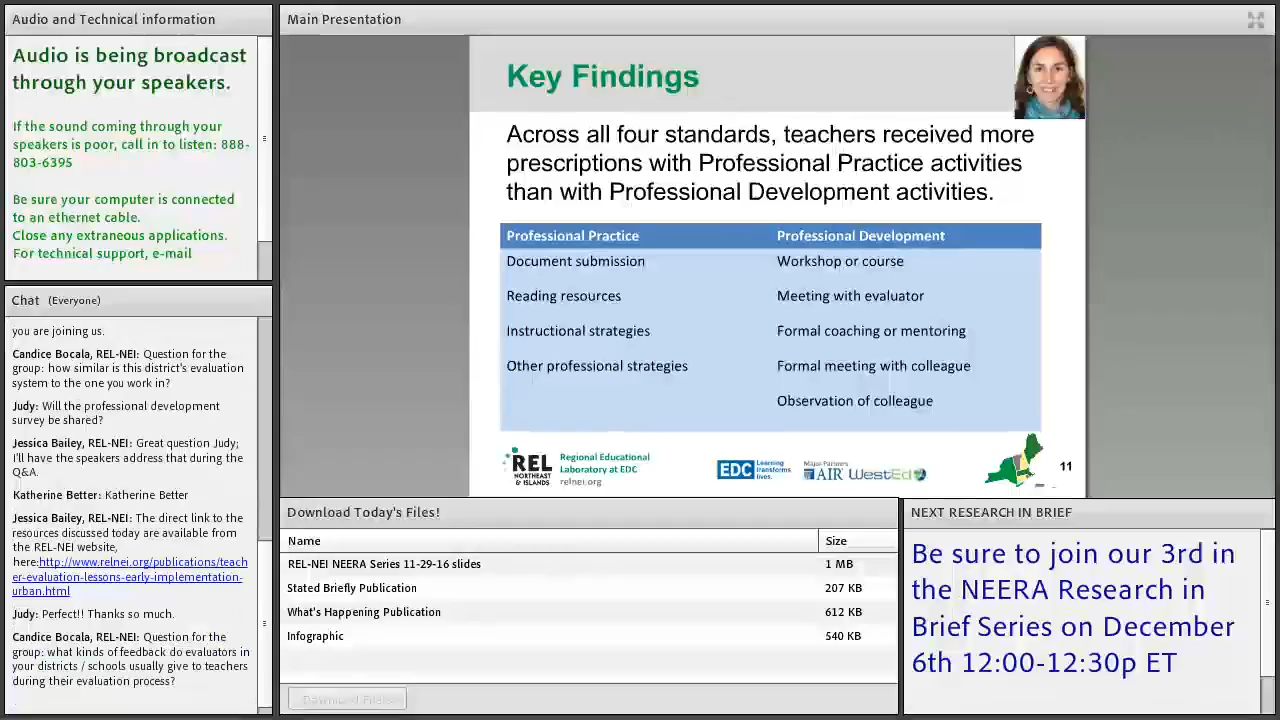 Audio and Technical information
Audio is being broadcast
through your speakers.
If the sound coming through your
speakers is poor, call in to listen: 888-
803-6395
Be sure your computer is connected
to an ethernet cable.
Close any extraneous applications.
For technical support, e-mail
Chat (Everyone)
you are joining us.
Candice Bocala, REL-NEI: Question for the
group: how similar is this district's evaluation
system to the one you work in?
Judy: Will the professional development
survey be shared?
Jessica Bailey, REL-NEI: Great question Judy;
I'll have the speakers address that during the
Q&A.
Katherine Better: Katherine Better
Jessica Bailey, REL-NEI: The direct link to the
resources discussed today are available from
the REL-NEI website,
here:http://www.relnei.org/publications/teach
er-evaluation-lessons-early-implementation-
urban.html
Judy: Perfect!! Thanks so much.
Candice Bocala, REL-NEI: Question for the
group: what kinds of feedback do evaluators in
your districts / schools usually give to teachers
during their evaluation process?
Main Presentation
Key Findings
Across all four standards, teachers received more
prescriptions with Professional Practice activities
than with Professional Development activities.
Professional Practice Professional Development
Document submission Workshop or course
Reading resources Meeting with evaluator
Instructional strategies Formal coaching or mentoring
Other professional strategies Formal meeting with colleague
Observation of colleague
REL
NORTHEAST
& ISLANDS
Regional Educational
Laboratory at EDC
relnei.org
EDC Learning
transforms
lives.
Major Partners
AIR WestEd
11
Download Today's Files!
Name Size
REL-NEI NEERA Series 11-29-16 slides 1 MB
Stated Briefly Publication 207 KB
What's Happening Publication 612 KB
Infographic 540 KB
Download File(s)
NEXT RESEARCH IN BRIEF
Be sure to join our 3rd in
the NEERA Research in
Brief Series on December
6th 12:00-12:30p ET